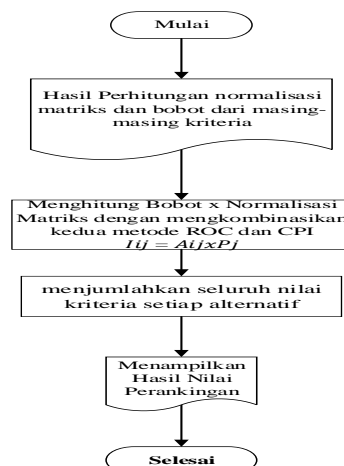 Mulai
Hasil Perhitungan normalisasi
matriks dan bobot dari masing-
masing kriteria
Menghitung Bobot x Normalisasi
Matriks dengan mengkombinasikan
kedua metode ROC dan CPI
Iij = AijxPj
menjumlahkan seluruh nilai
kriteria setiap alternatif
Menampilkan
Hasil Nilai
Perankingan
Selesai